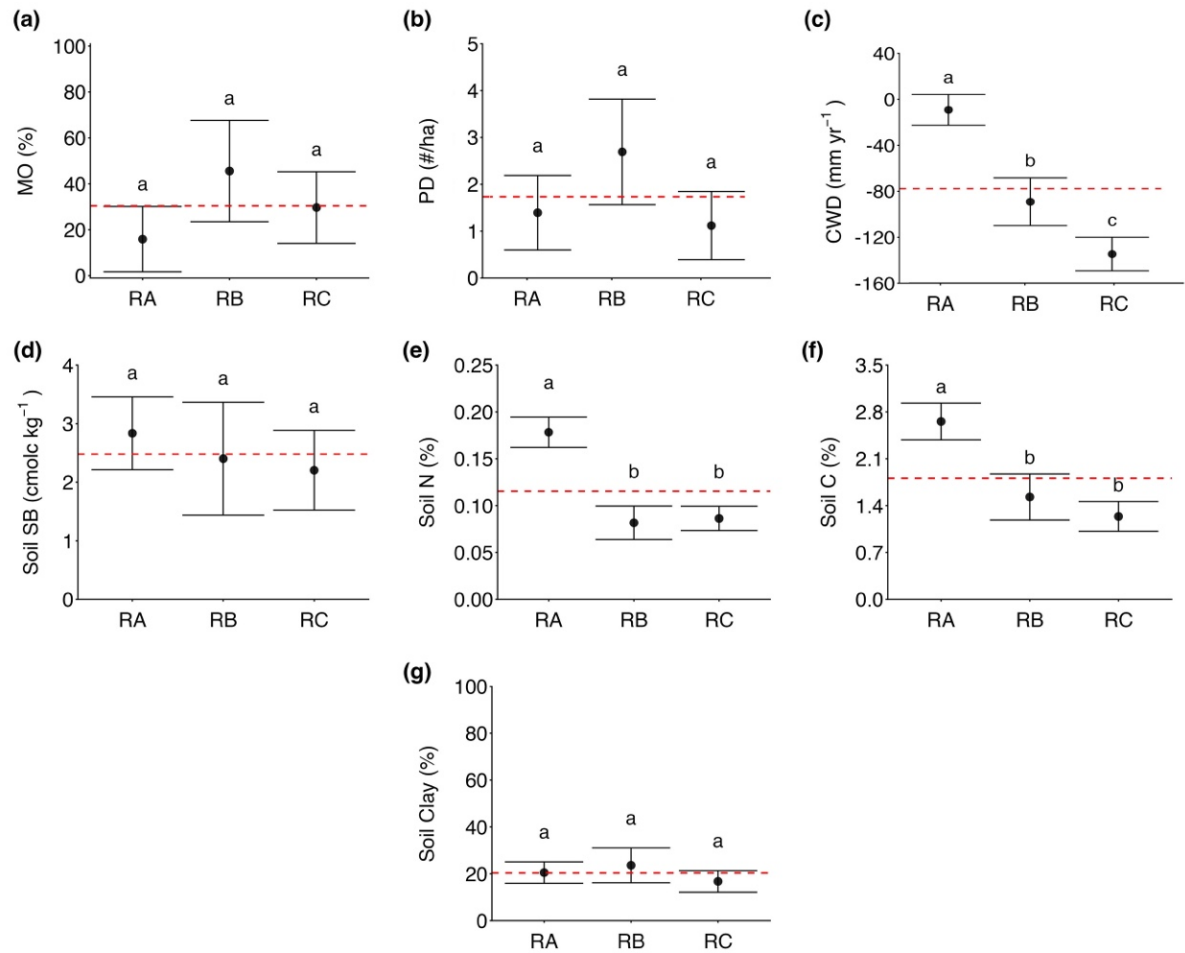 (a)
MO (%)
100
80
60
40
20
0
a
a
a
RA RB RC
(b)
PD (#/ha)
5
4
3
2
1
0
a
a
a
RA RB RC
(c)
CWD (mm yr⁻¹ )
40
0
-40
-80
-120
-160
a
b
c
RA RB RC
(d)
Soil SB (cmolc kg⁻¹ )
4
3
2
1
0
a
a
a
RA RB RC
(e)
Soil N (%)
0.25
0.20
0.15
0.10
0.05
0.00
a
b
b
RA RB RC
(f)
Soil C (%)
3.5
2.8
2.1
1.4
0.7
0.0
a
b
b
RA RB RC
(g)
Soil Clay (%)
100
80
60
40
20
0
a
a
a
RA RB RC